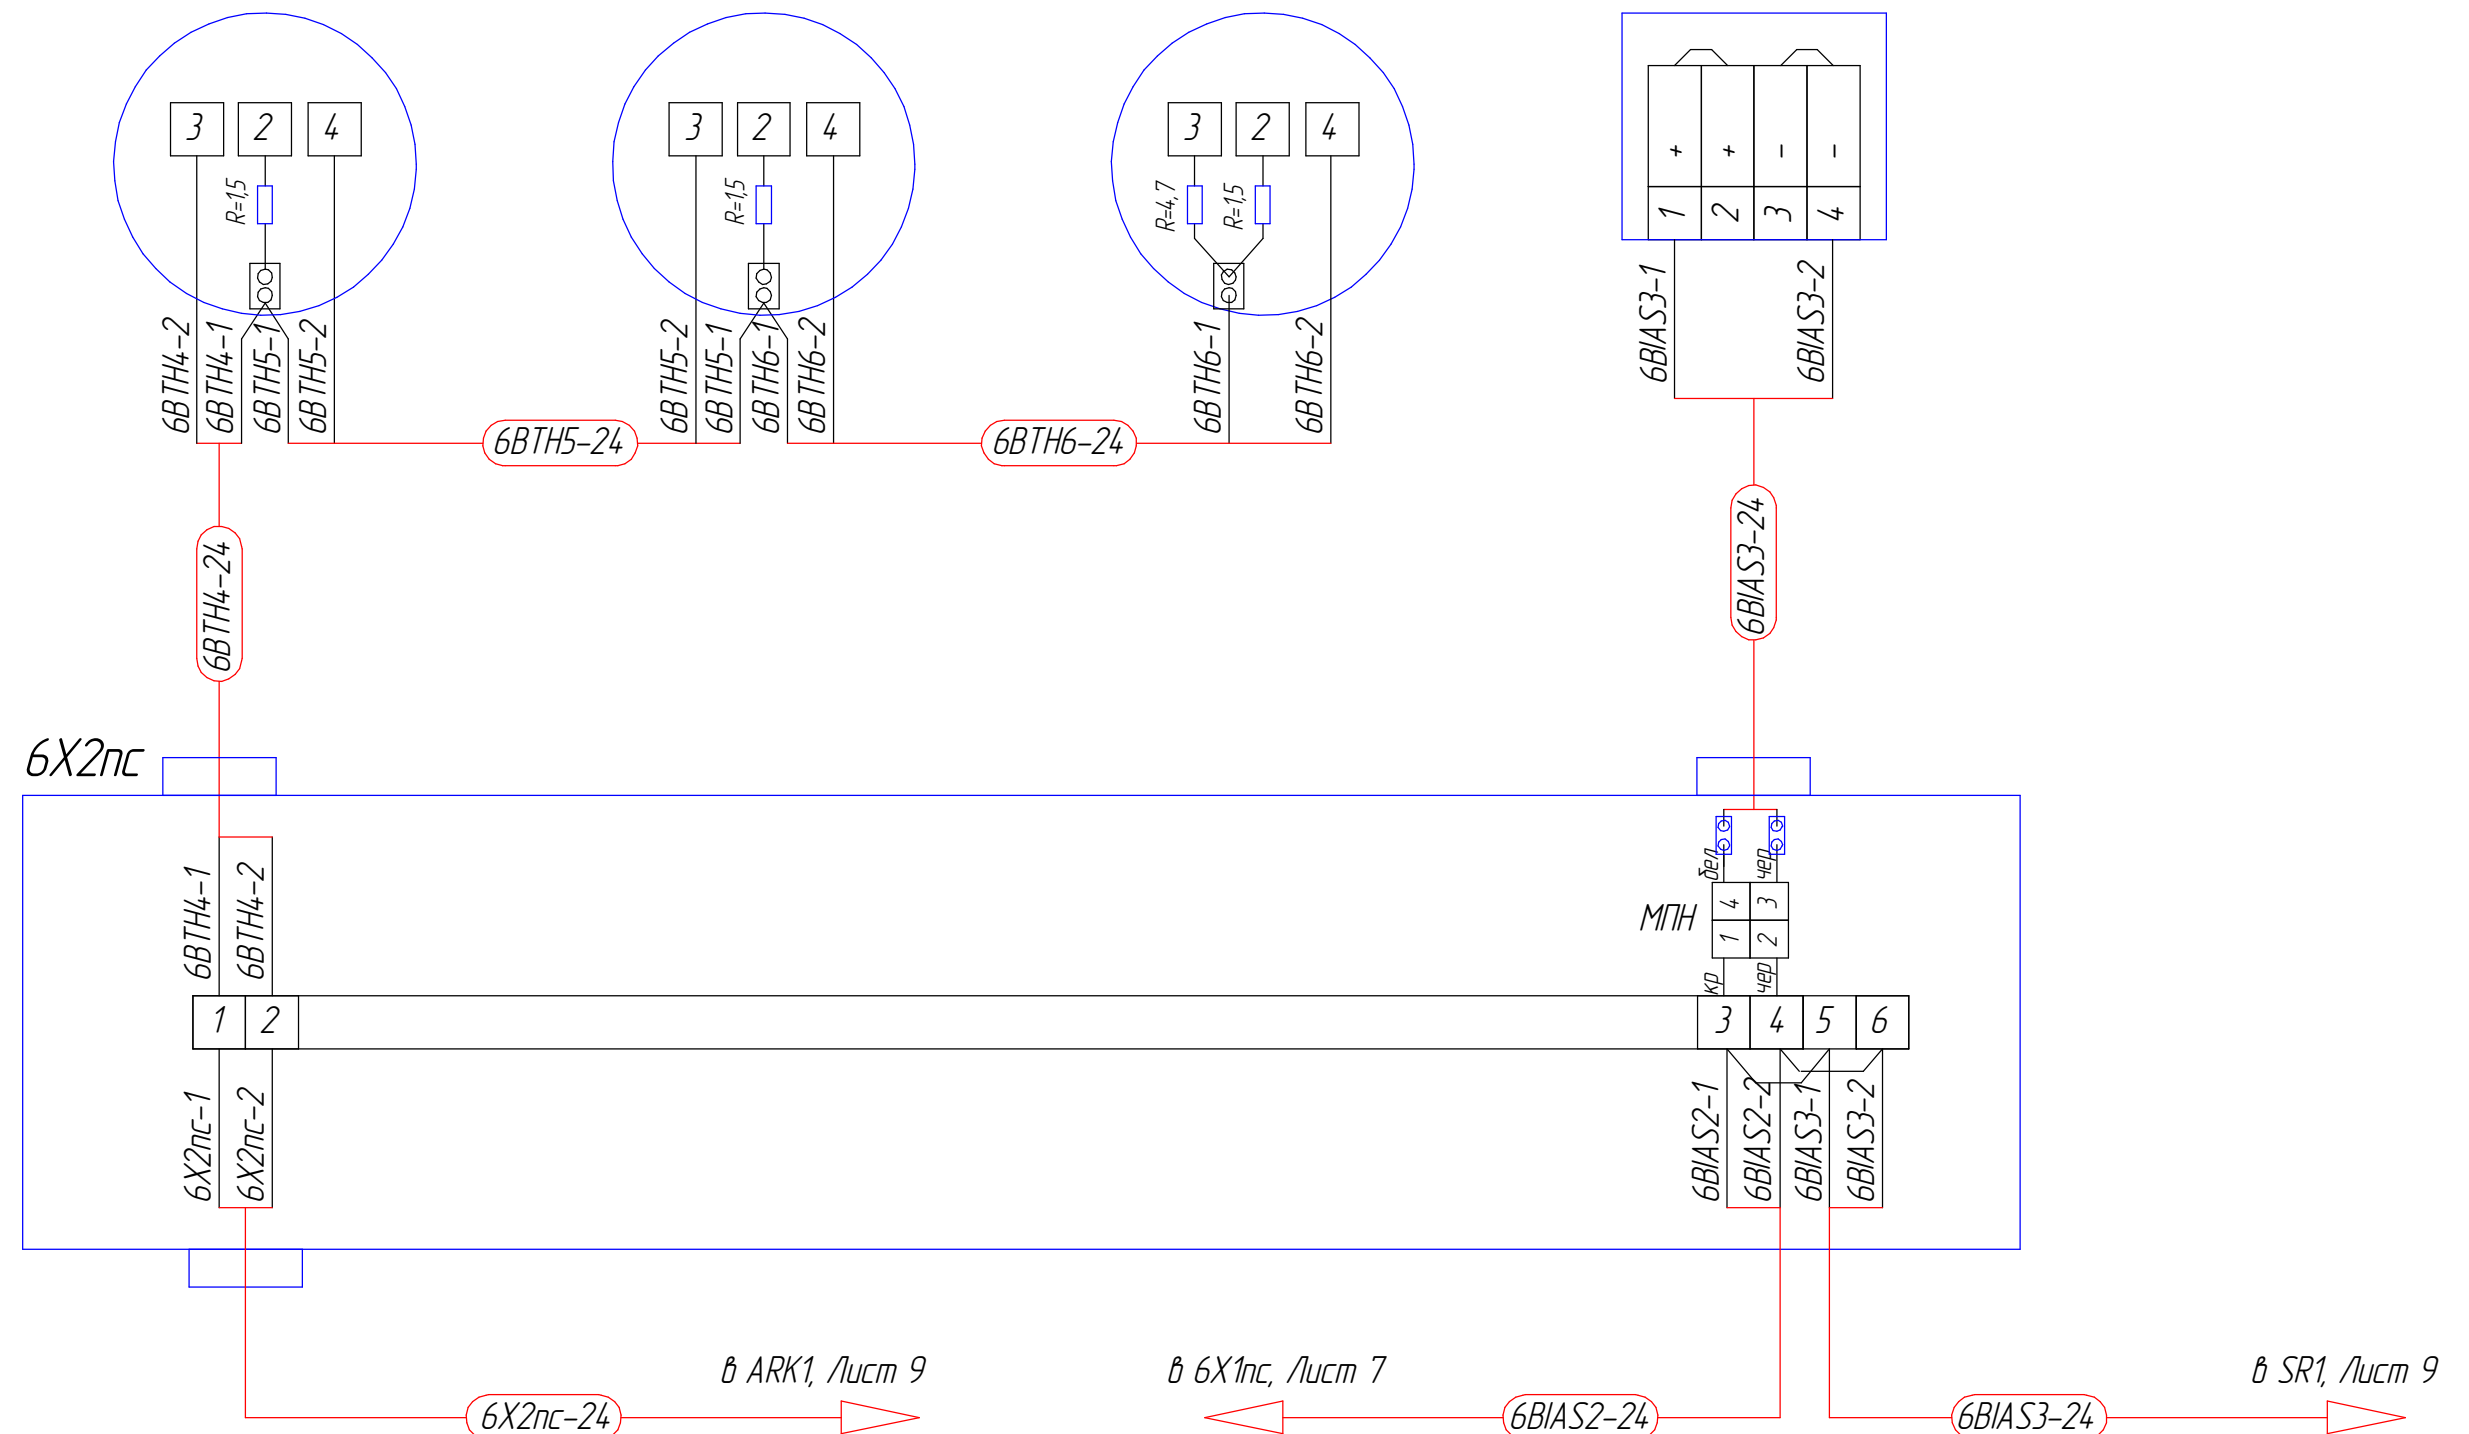 3 2 4
3 2 4
3 2 4
+ + - -
1 2 3 4
R=1,5
R=1,5
R=4,7
R=1,5
6BTH4-2
6BTH4-1
6BTH5-1
6BTH5-2
6BTH5-2
6BTH5-1
6BTH6-1
6BTH6-2
6BTH6-1
6BTH6-2
6BIAS3-1
6BIAS3-2
6BTH5-24
6BTH6-24
6BTH4-24
6BIAS3-24
6X2пс
бел
чер
МПН
4 3
1 2
кр
чер
6BTH4-1
6BTH4-2
1 2
3 4 5 6
6X2пс-1
6X2пс-2
6BIAS2-1
6BIAS2-2
6BIAS3-1
6BIAS3-2
в ARK1, Лист 9
в 6X1пс, Лист 7
в SR1, Лист 9
6X2пс-24
6BIAS2-24
6BIAS3-24